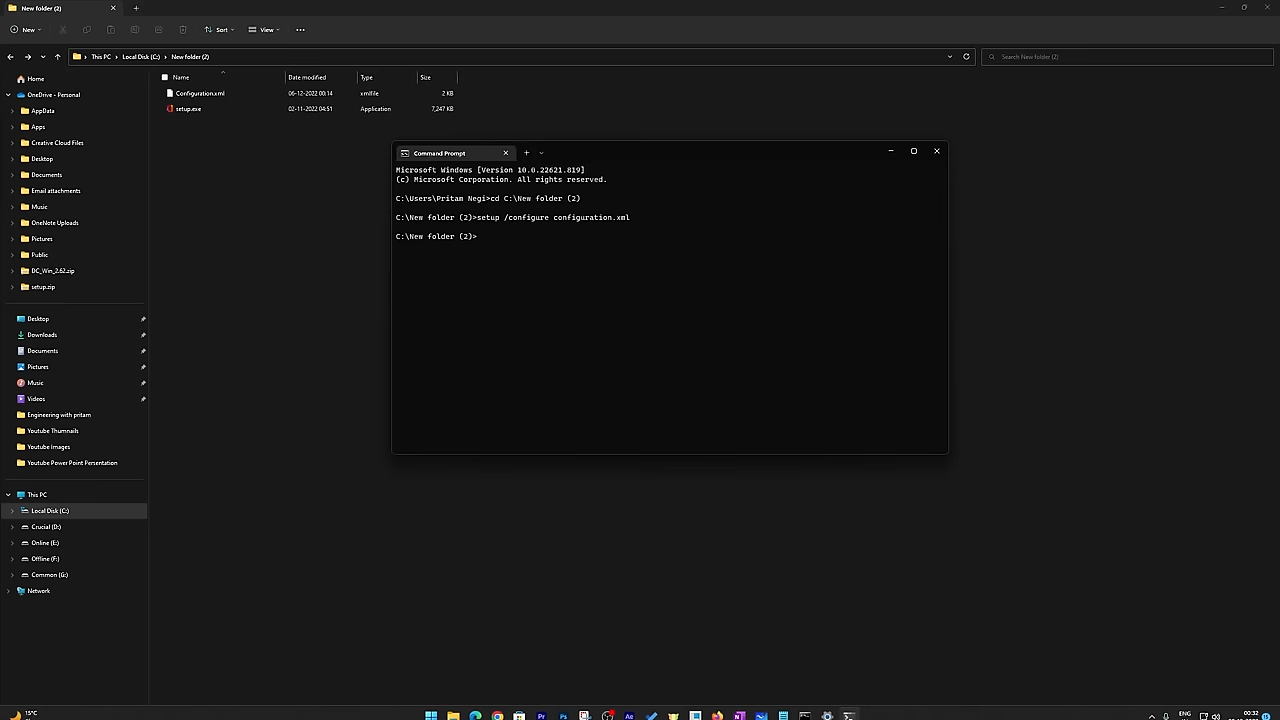 New folder (2)
New
Sort
View
This PC
Local Disk (C:)
New folder (2)
Search New folder (2)
Name
Date modified
Type
Size
Configuration.xml
06-12-2022 00:14
xmlfile
2 KB
setup.exe
02-11-2022 04:51
Application
7,247 KB
Home
OneDrive - Personal
AppData
Apps
Creative Cloud Files
Desktop
Documents
Email attachments
Music
OneNote Uploads
Pictures
Public
DC_Win_2.62.zip
setup.zip
Desktop
Downloads
Documents
Pictures
Music
Videos
Engineering with pritam
Youtube Thumnails
Youtube Images
Youtube Power Point Persentation
This PC
Local Disk (C:)
Crucial (D:)
Online (E:)
Offline (F:)
Common (G:)
Network
Command Prompt
Microsoft Windows [Version 10.0.22621.819]
(c) Microsoft Corporation. All rights reserved.
C:\Users\Pritam Negi>cd C:\New folder (2)
C:\New folder (2)>setup /configure configuration.xml
C:\New folder (2)>
15°C
ENG
00:32